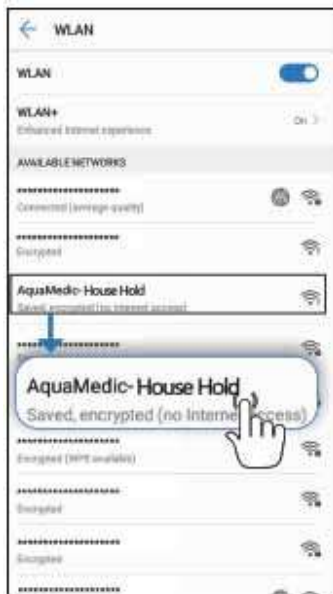 WLAN
WLAN
WLAN+
On >
Enhanced Internet experience
AVAILABLE NETWORKS
********************
Connected (average quality)
********************
Encrypted
AquaMedic- House Hold
Saved, encrypted (no Internet access)
********************
AquaMedic- House Hold
Saved, encrypted (no Internet access)
********************
Encrypted (WPS available)
********************
Encrypted
********************
Encrypted
********************